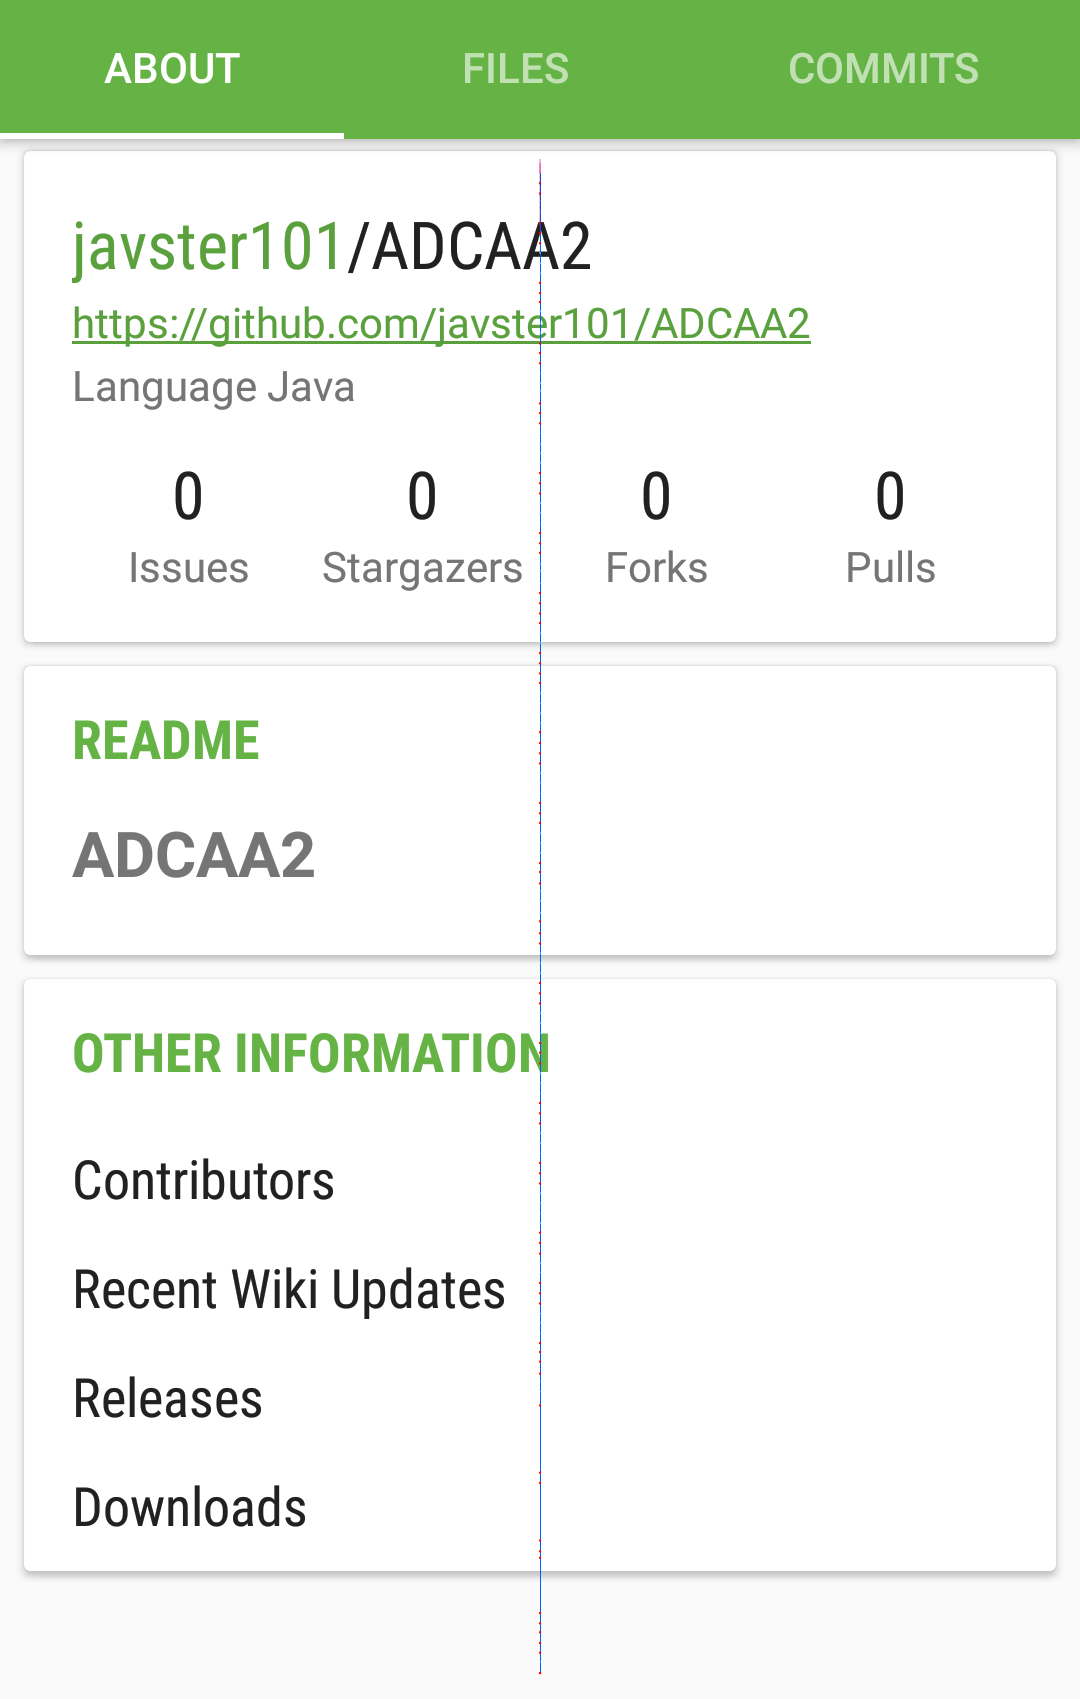 ABOUT FILES COMMITS
javster101/ADCAA2
https://github.com/javster101/ADCAA2
Language Java
0 0 0 0
Issues Stargazers Forks Pulls
README
ADCAA2
OTHER INFORMATION
Contributors
Recent Wiki Updates
Releases
Downloads